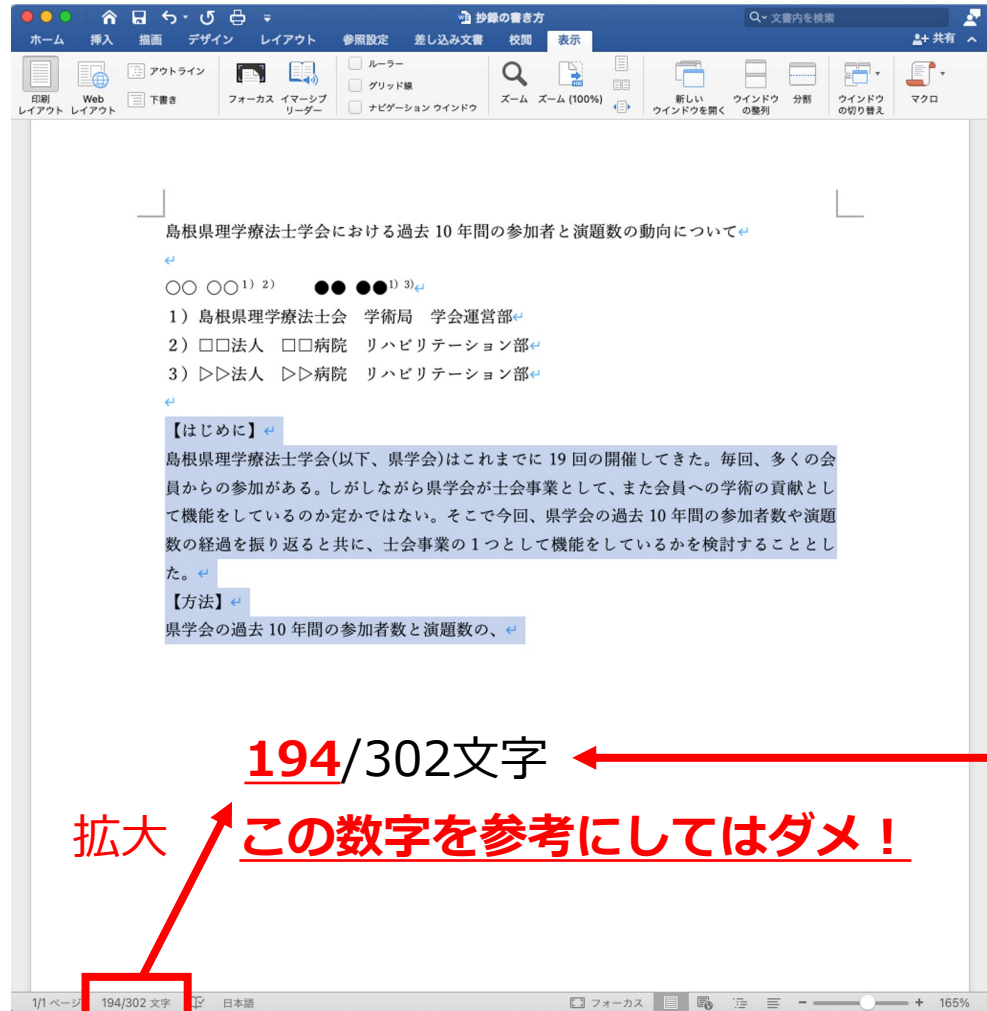 抄録の書き方
文書内を検索
ホーム 挿入 描画 デザイン レイアウト 参照設定 差し込み文書 校閲 表示 共有
アウトライン
下書き
印刷
レイアウト
Web
レイアウト
フォーカス
イマーシブ
リーダー
ルーラー
グリッド線
ナビゲーション ウインドウ
ズーム
ズーム (100%)
新しい
ウインドウを開く
ウインドウ
の整列
分割
ウインドウ
の切り替え
マクロ
島根県理学療法士学会における過去 10 年間の参加者と演題数の動向について↵
↵
○○ ○○1) 2) ●● ●●1) 3)↵
1）島根県理学療法士会 学術局 学会運営部↵
2）□□法人 □□病院 リハビリテーション部↵
3）▷▷法人 ▷▷病院 リハビリテーション部↵
↵
【はじめに】↵
島根県理学療法士学会(以下、県学会)はこれまでに 19 回の開催してきた。毎回、多くの会
員からの参加がある。しがしながら県学会が士会事業として、また会員への学術の貢献とし
て機能をしているのか定かではない。そこで今回、県学会の過去 10 年間の参加者数や演題
数の経過を振り返ると共に、士会事業の 1 つとして機能をしているかを検討することとし
た。↵
【方法】↵
県学会の過去 10 年間の参加者数と演題数の、↵
194/302文字
拡大
この数字を参考にしてはダメ！
1/1 ページ 194/302 文字 日本語 フォーカス 165%